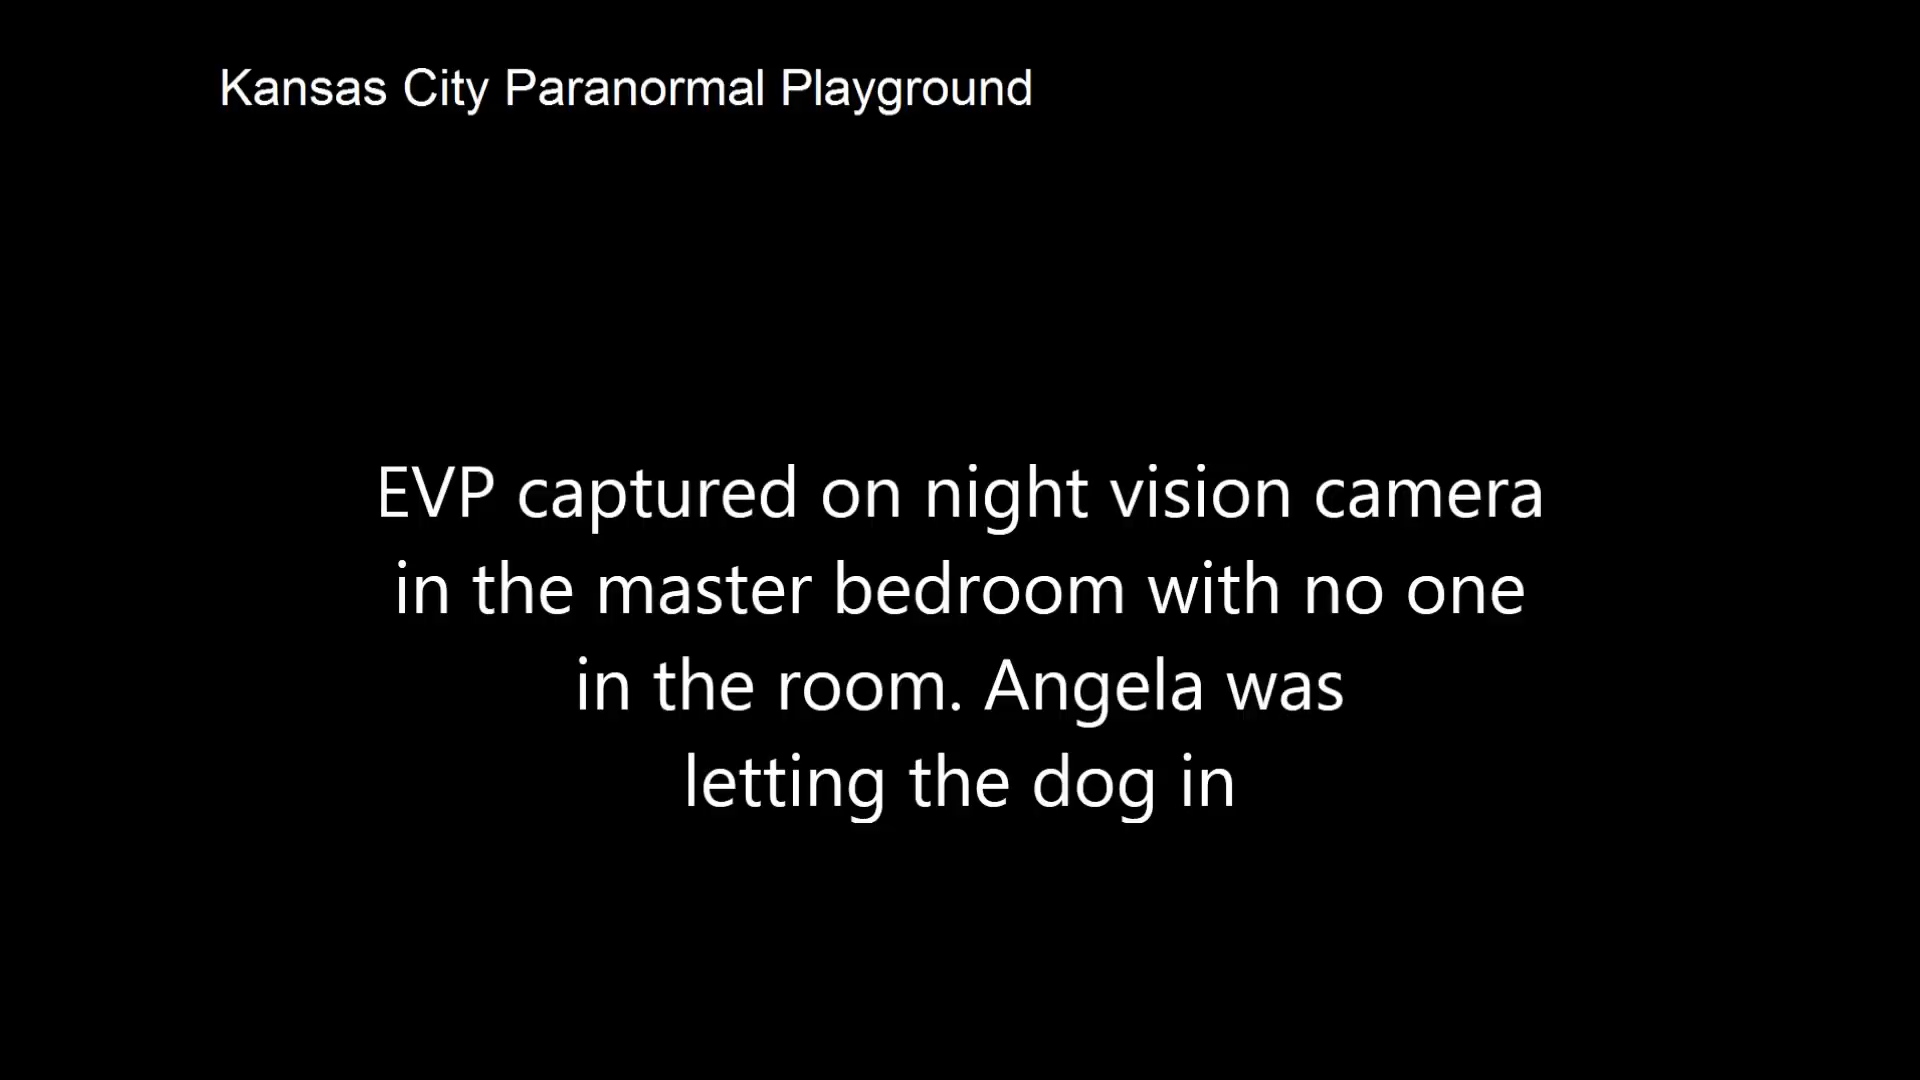 Kansas City Paranormal Playground
EVP captured on night vision camera
in the master bedroom with no one
in the room. Angela was
letting the dog in